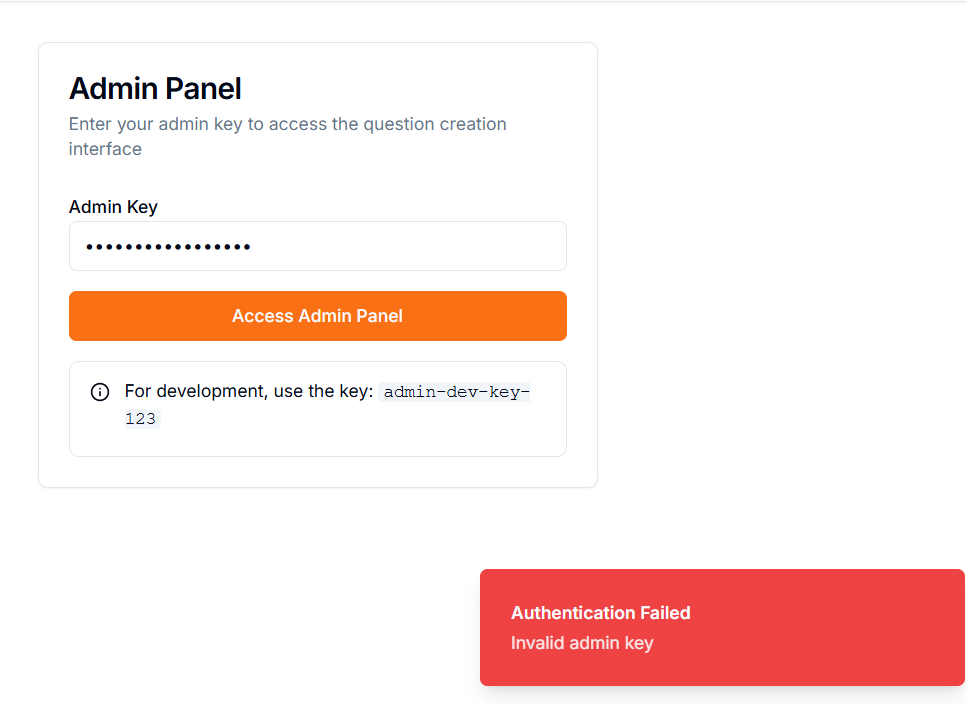 Admin Panel
Enter your admin key to access the question creation
interface
Admin Key
•••••••••••••••••
Access Admin Panel
For development, use the key: admin-dev-key-
123
Authentication Failed
Invalid admin key